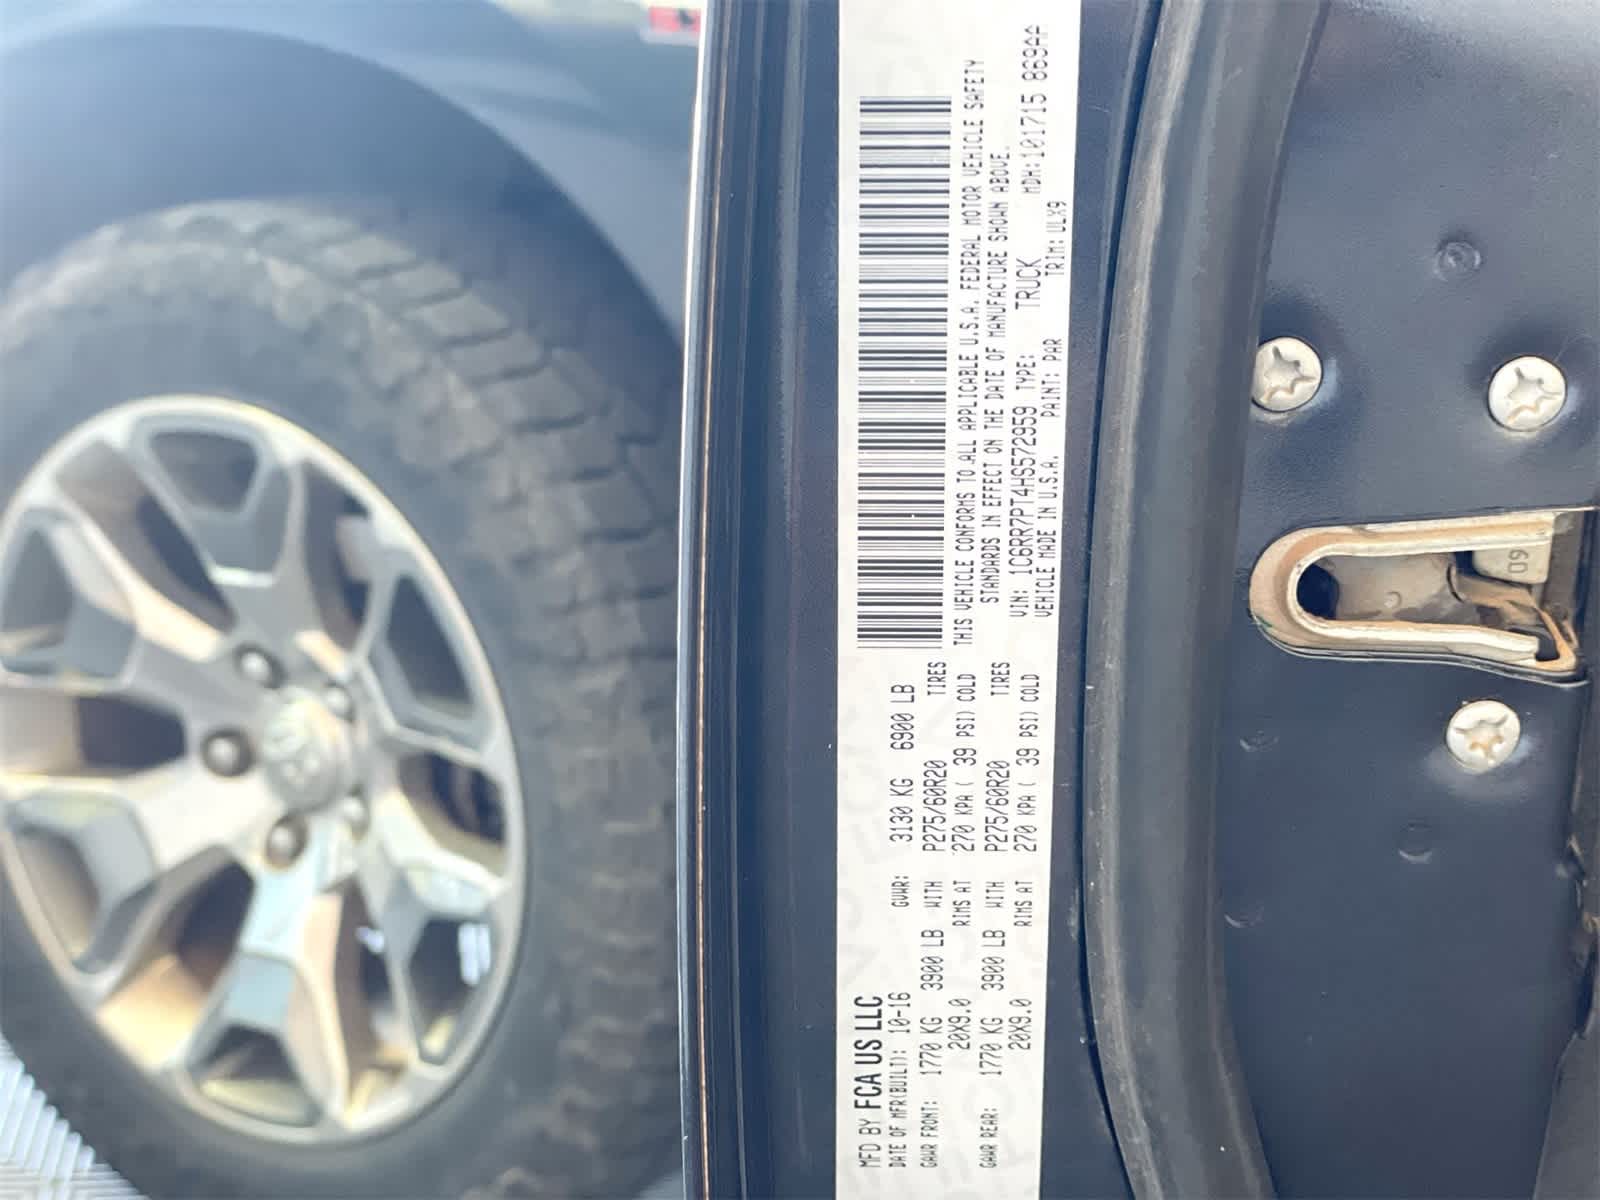 MFD BY FCA US LLC
DATE OF MFR(BUILT): 10-16 GVWR: 3130 KG 6900 LB
GAWR FRONT: 1770 KG 3900 LB WITH P275/60R20 TIRES
20X9.0 RIMS AT 270 KPA ( 39 PSI) COLD
GAWR REAR: 1770 KG 3900 LB WITH P275/60R20 TIRES
20X9.0 RIMS AT 270 KPA ( 39 PSI) COLD
THIS VEHICLE CONFORMS TO ALL APPLICABLE U.S.A. FEDERAL MOTOR VEHICLE SAFETY
STANDARDS IN EFFECT ON THE DATE OF MANUFACTURE SHOWN ABOVE.
VIN: 1C6RR7PT4HS572959 TYPE: TRUCK MDH:101715 869AA
VEHICLE MADE IN U.S.A. PAINT: PAR TRIM: ULX9
09